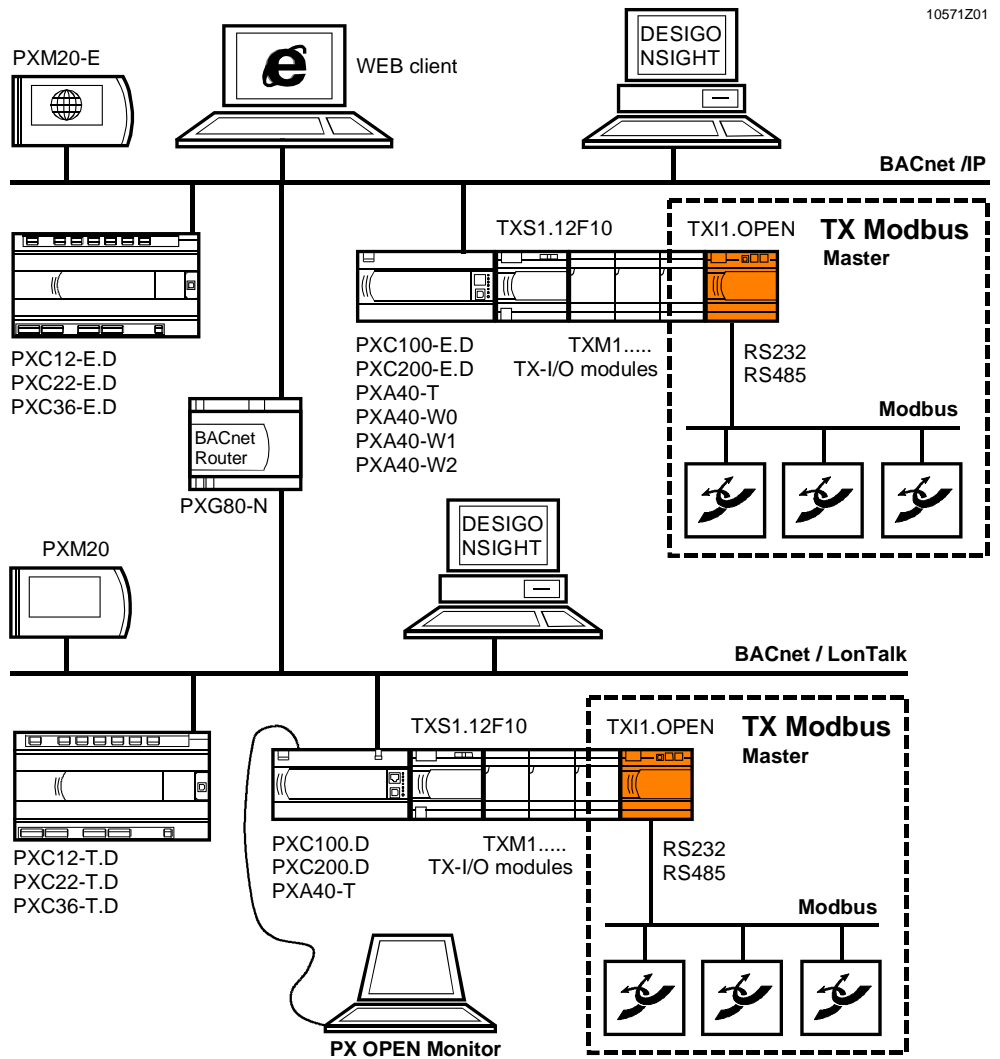 10571Z01
PXM20-E
WEB client
DESIGO
NSIGHT
BACnet /IP
TXS1.12F10
TXI1.OPEN
TX Modbus
Master
PXC12-E.D
PXC22-E.D
PXC36-E.D
PXC100-E.D
PXC200-E.D
PXA40-T
PXA40-W0
PXA40-W1
PXA40-W2
TXM1.....
TX-I/O modules
RS232
RS485
Modbus
BACnet
Router
PXG80-N
PXM20
DESIGO
NSIGHT
BACnet / LonTalk
TXS1.12F10
TXI1.OPEN
TX Modbus
Master
PXC12-T.D
PXC22-T.D
PXC36-T.D
PXC100.D
PXC200.D
PXA40-T
TXM1.....
TX-I/O modules
RS232
RS485
Modbus
PX OPEN Monitor